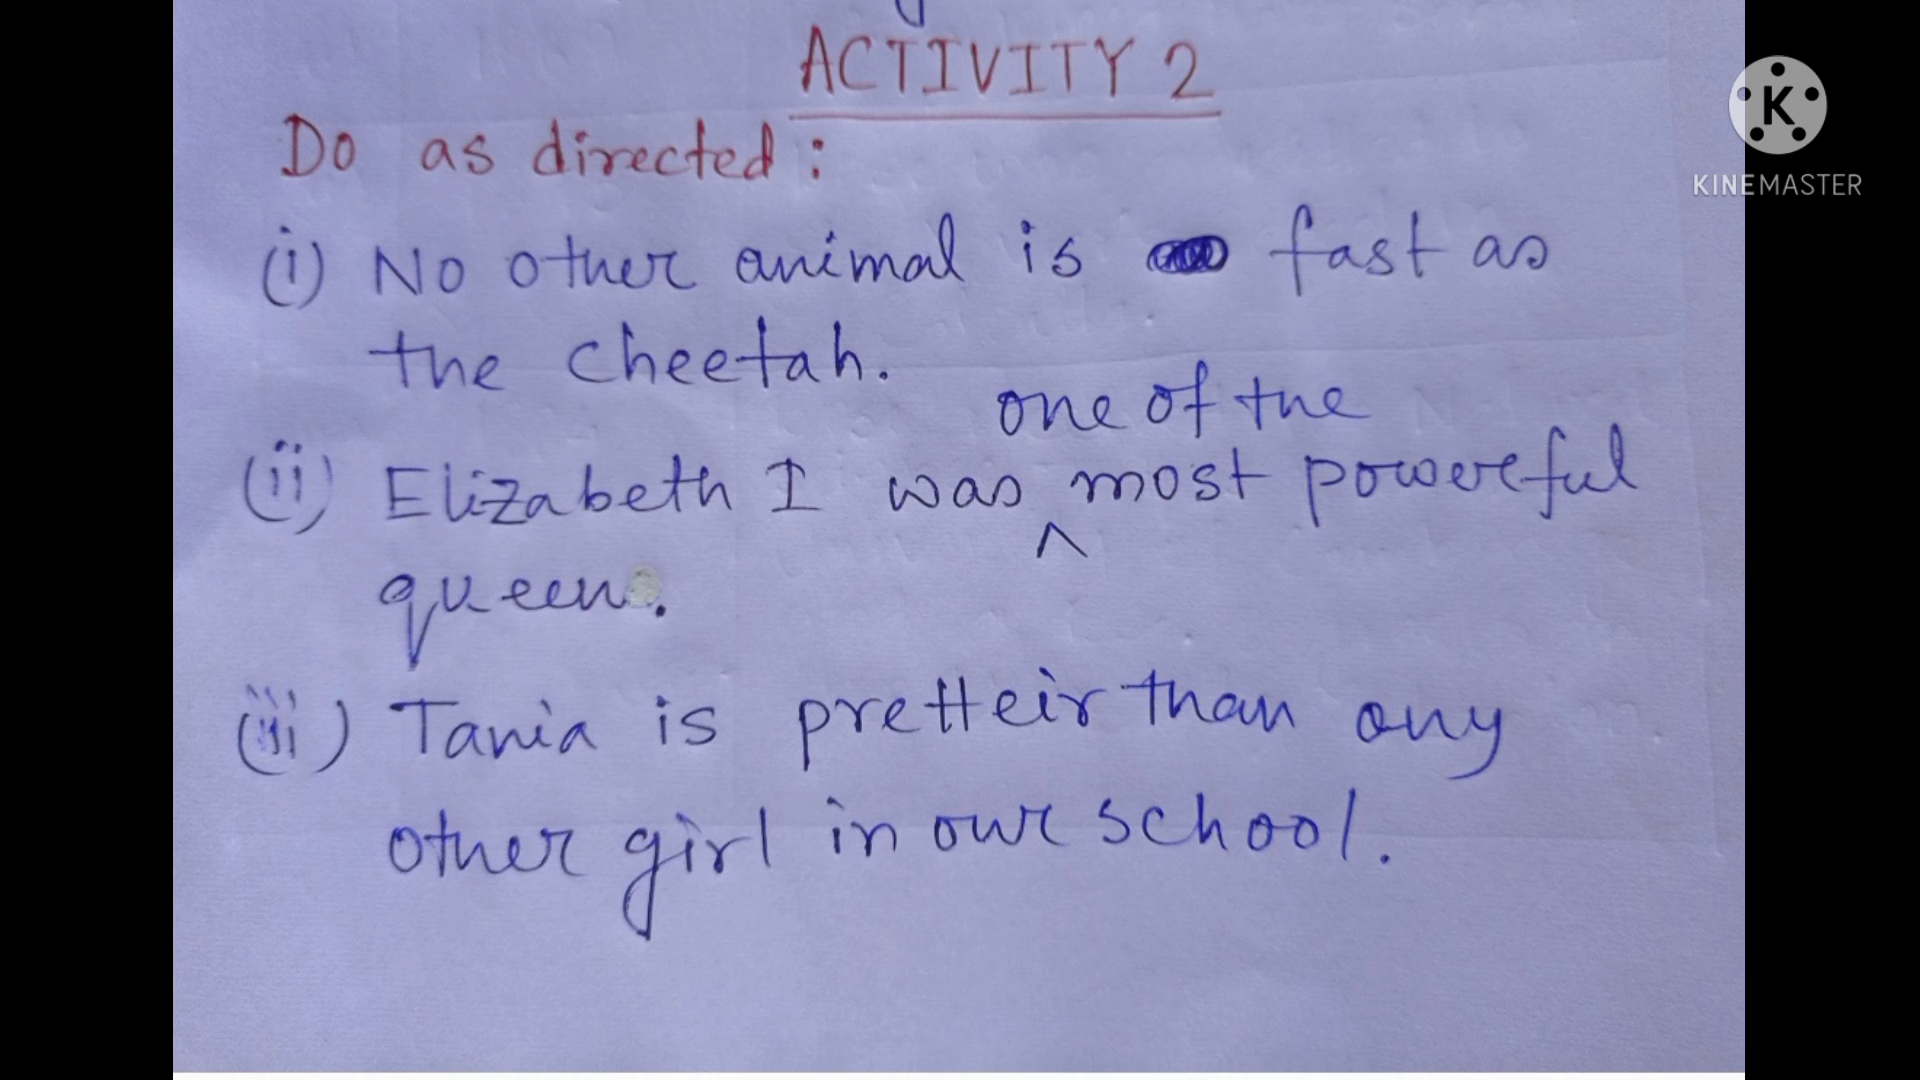 ACTIVITY 2
Do as directed :
(i) No other animal is fast as
the cheetah.
one of the
(ii) Elizabeth I was ^ most powerful
queen.
(iii) Tania is pretteir than any
other girl in our school.
K
KINEMASTER